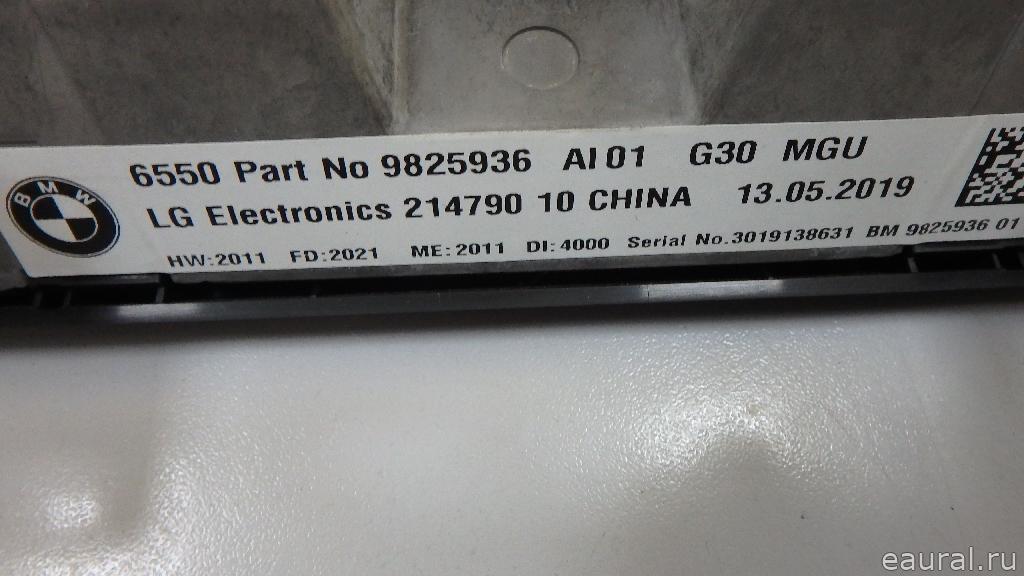 BMW
6550 Part No 9825936 AI 01 G30 MGU
LG Electronics 214790 10 CHINA 13.05.2019
HW:2011 FD:2021 ME:2011 DI:4000 Serial No.3019138631 BM 9825936 01
eaural.ru